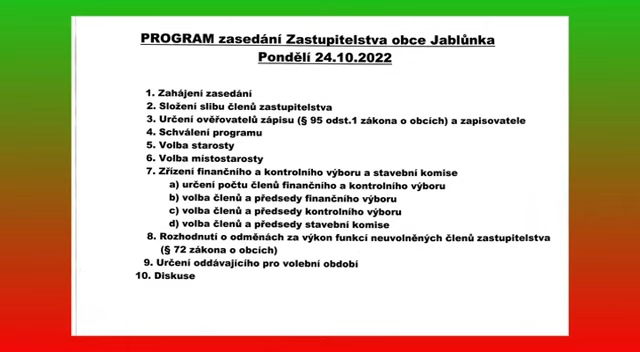 PROGRAM zasedání Zastupitelstva obce Jablůnka
Pondělí 24.10.2022
1. Zahájení zasedání
2. Složení slibu členů zastupitelstva
3. Určení ověřovatelů zápisu (§ 95 odst.1 zákona o obcích) a zapisovatele
4. Schválení programu
5. Volba starosty
6. Volba místostarosty
7. Zřízení finančního a kontrolního výboru a stavební komise
a) určení počtu členů finančního a kontrolního výboru
b) volba členů a předsedy finančního výboru
c) volba členů a předsedy kontrolního výboru
d) volba členů a předsedy stavební komise
8. Rozhodnutí o odměnách za výkon funkcí neuvolněných členů zastupitelstva
(§ 72 zákona o obcích)
9. Určení oddávajícího pro volební období
10. Diskuse